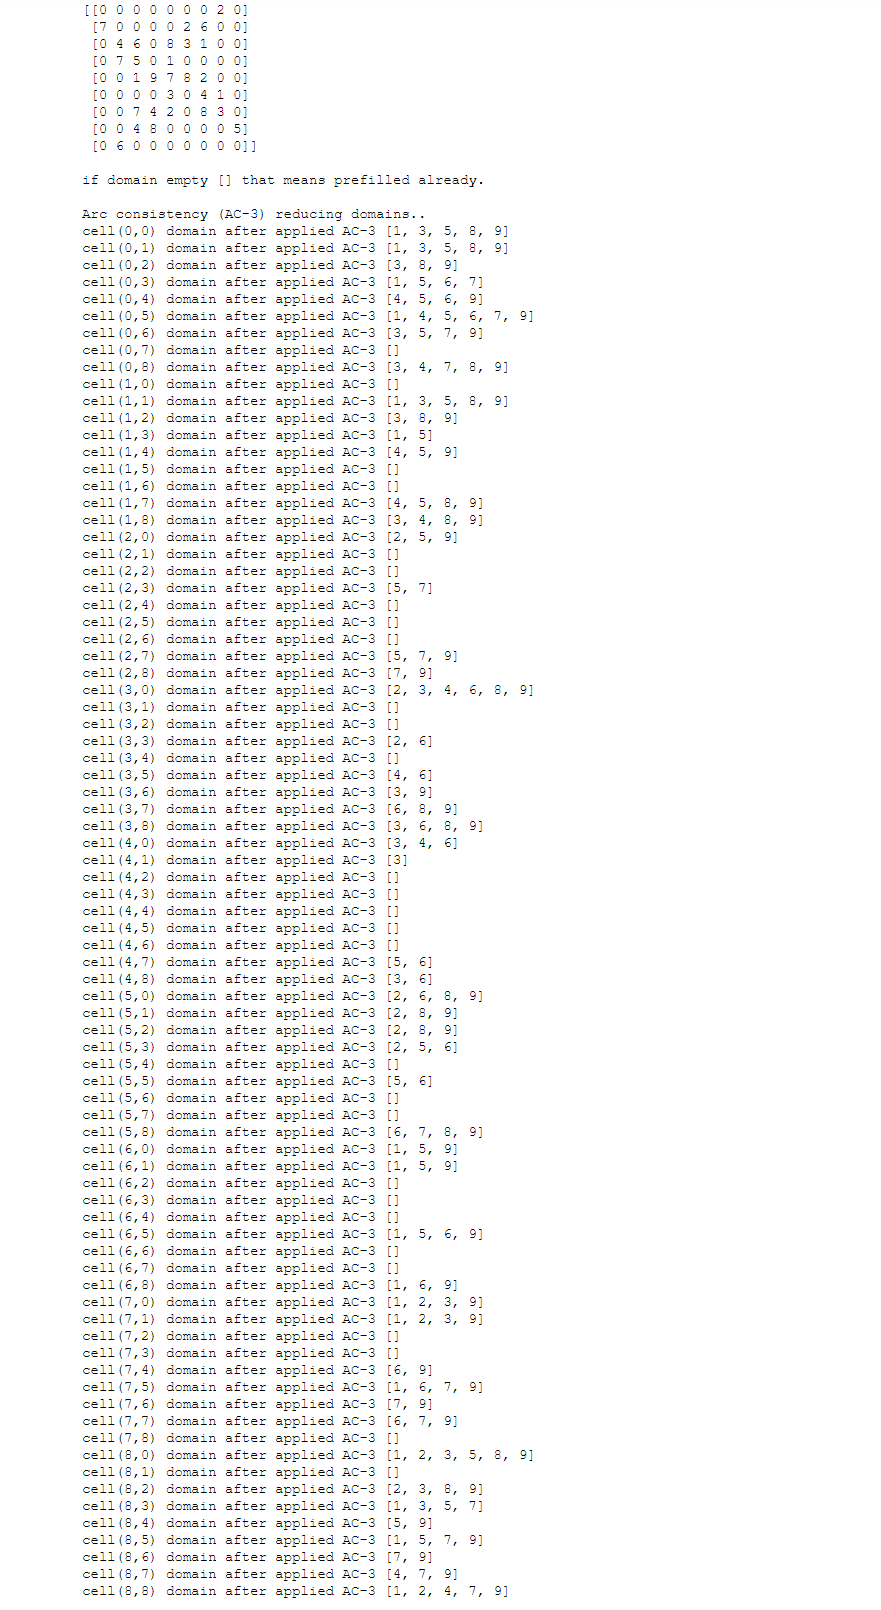 [[0 0 0 0 0 0 0 2 0]
[7 0 0 0 0 2 6 0 0]
[0 4 6 0 8 3 1 0 0]
[0 7 5 0 1 0 0 0 0]
[0 0 1 9 7 8 2 0 0]
[0 0 0 0 3 0 4 1 0]
[0 0 7 4 2 0 8 3 0]
[0 0 4 8 0 0 0 0 5]
[0 6 0 0 0 0 0 0 0]]
if domain empty [] that means prefilled already.
Arc consistency (AC-3) reducing domains..
cell(0,0) domain after applied AC-3 [1, 3, 5, 8, 9]
cell(0,1) domain after applied AC-3 [1, 3, 5, 8, 9]
cell(0,2) domain after applied AC-3 [3, 8, 9]
cell(0,3) domain after applied AC-3 [1, 5, 6, 7]
cell(0,4) domain after applied AC-3 [4, 5, 6, 9]
cell(0,5) domain after applied AC-3 [1, 4, 5, 6, 7, 9]
cell(0,6) domain after applied AC-3 [3, 5, 7, 9]
cell(0,7) domain after applied AC-3 []
cell(0,8) domain after applied AC-3 [3, 4, 7, 8, 9]
cell(1,0) domain after applied AC-3 []
cell(1,1) domain after applied AC-3 [1, 3, 5, 8, 9]
cell(1,2) domain after applied AC-3 [3, 8, 9]
cell(1,3) domain after applied AC-3 [1, 5]
cell(1,4) domain after applied AC-3 [4, 5, 9]
cell(1,5) domain after applied AC-3 []
cell(1,6) domain after applied AC-3 []
cell(1,7) domain after applied AC-3 [4, 5, 8, 9]
cell(1,8) domain after applied AC-3 [3, 4, 8, 9]
cell(2,0) domain after applied AC-3 [2, 5, 9]
cell(2,1) domain after applied AC-3 []
cell(2,2) domain after applied AC-3 []
cell(2,3) domain after applied AC-3 [5, 7]
cell(2,4) domain after applied AC-3 []
cell(2,5) domain after applied AC-3 []
cell(2,6) domain after applied AC-3 []
cell(2,7) domain after applied AC-3 [5, 7, 9]
cell(2,8) domain after applied AC-3 [7, 9]
cell(3,0) domain after applied AC-3 [2, 3, 4, 6, 8, 9]
cell(3,1) domain after applied AC-3 []
cell(3,2) domain after applied AC-3 []
cell(3,3) domain after applied AC-3 [2, 6]
cell(3,4) domain after applied AC-3 []
cell(3,5) domain after applied AC-3 [4, 6]
cell(3,6) domain after applied AC-3 [3, 9]
cell(3,7) domain after applied AC-3 [6, 8, 9]
cell(3,8) domain after applied AC-3 [3, 6, 8, 9]
cell(4,0) domain after applied AC-3 [3, 4, 6]
cell(4,1) domain after applied AC-3 [3]
cell(4,2) domain after applied AC-3 []
cell(4,3) domain after applied AC-3 []
cell(4,4) domain after applied AC-3 []
cell(4,5) domain after applied AC-3 []
cell(4,6) domain after applied AC-3 []
cell(4,7) domain after applied AC-3 [5, 6]
cell(4,8) domain after applied AC-3 [3, 6]
cell(5,0) domain after applied AC-3 [2, 6, 8, 9]
cell(5,1) domain after applied AC-3 [2, 8, 9]
cell(5,2) domain after applied AC-3 [2, 8, 9]
cell(5,3) domain after applied AC-3 [2, 5, 6]
cell(5,4) domain after applied AC-3 []
cell(5,5) domain after applied AC-3 [5, 6]
cell(5,6) domain after applied AC-3 []
cell(5,7) domain after applied AC-3 []
cell(5,8) domain after applied AC-3 [6, 7, 8, 9]
cell(6,0) domain after applied AC-3 [1, 5, 9]
cell(6,1) domain after applied AC-3 [1, 5, 9]
cell(6,2) domain after applied AC-3 []
cell(6,3) domain after applied AC-3 []
cell(6,4) domain after applied AC-3 []
cell(6,5) domain after applied AC-3 [1, 5, 6, 9]
cell(6,6) domain after applied AC-3 []
cell(6,7) domain after applied AC-3 []
cell(6,8) domain after applied AC-3 [1, 6, 9]
cell(7,0) domain after applied AC-3 [1, 2, 3, 9]
cell(7,1) domain after applied AC-3 [1, 2, 3, 9]
cell(7,2) domain after applied AC-3 []
cell(7,3) domain after applied AC-3 []
cell(7,4) domain after applied AC-3 [6, 9]
cell(7,5) domain after applied AC-3 [1, 6, 7, 9]
cell(7,6) domain after applied AC-3 [7, 9]
cell(7,7) domain after applied AC-3 [6, 7, 9]
cell(7,8) domain after applied AC-3 []
cell(8,0) domain after applied AC-3 [1, 2, 3, 5, 8, 9]
cell(8,1) domain after applied AC-3 []
cell(8,2) domain after applied AC-3 [2, 3, 8, 9]
cell(8,3) domain after applied AC-3 [1, 3, 5, 7]
cell(8,4) domain after applied AC-3 [5, 9]
cell(8,5) domain after applied AC-3 [1, 5, 7, 9]
cell(8,6) domain after applied AC-3 [7, 9]
cell(8,7) domain after applied AC-3 [4, 7, 9]
cell(8,8) domain after applied AC-3 [1, 2, 4, 7, 9]